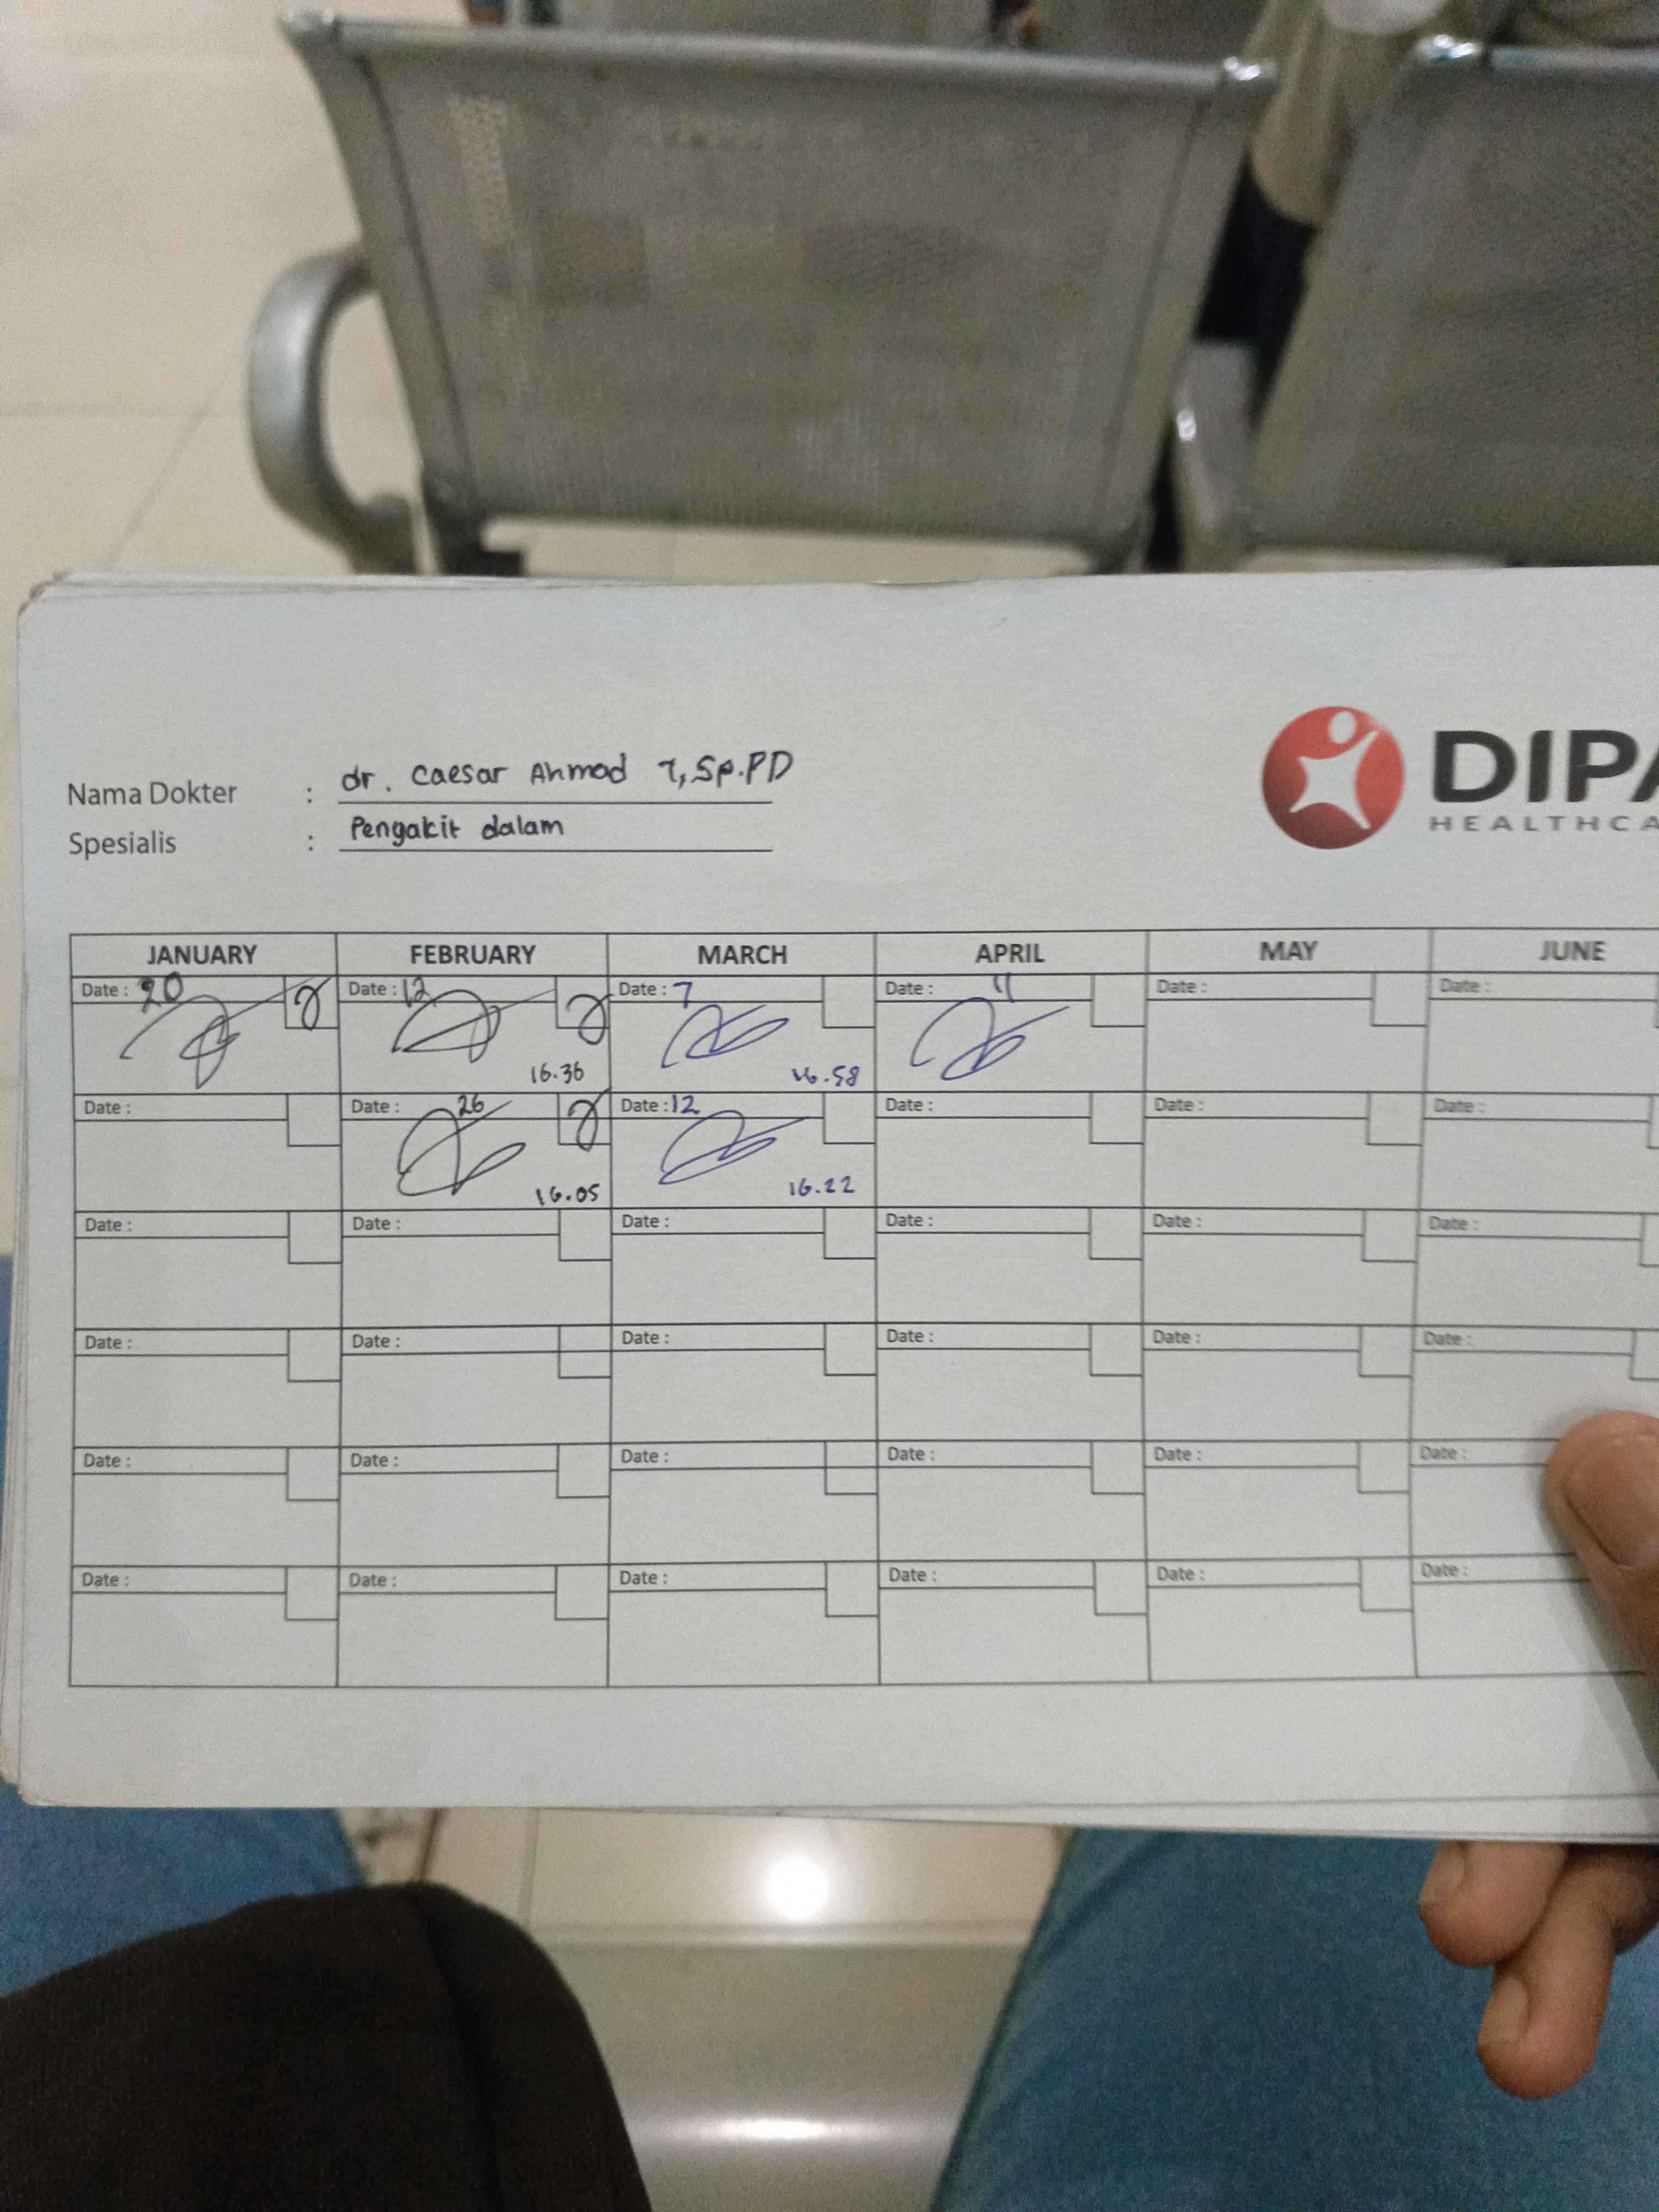 Nama Dokter : dr. Caesar Ahmad T, Sp.PD
Spesialis : Pengakit dalam
DIPA
HEALTHCA
JANUARY FEBRUARY MARCH APRIL MAY JUNE
Date : 20 Date : 12 Date : 7 Date : 11 Date : Date :
16.36 16.58
Date : Date : 26 Date : 12 Date : Date : Date :
16.05 16.22
Date : Date : Date : Date : Date : Date :
Date : Date : Date : Date : Date : Date :
Date : Date : Date : Date : Date : Date :
Date : Date : Date : Date : Date : Date :